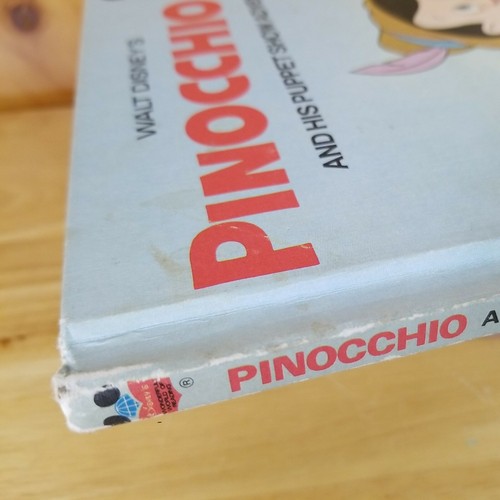 WALT DISNEY'S
PINOCCHIO
AND HIS PUPPET SHOW
PINOCCHIO A
®